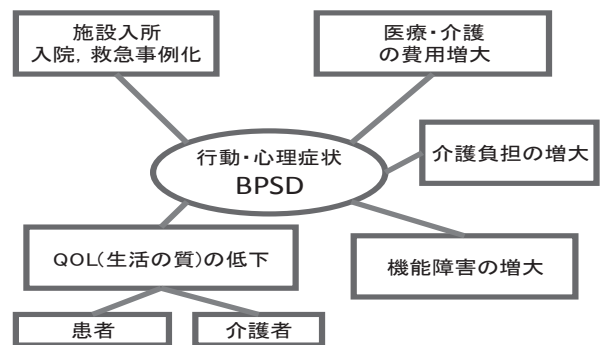 施設入所
入院, 救急事例化
医療・介護
の費用増大
行動・心理症状
BPSD
介護負担の増大
QOL(生活の質)の低下
機能障害の増大
患者
介護者